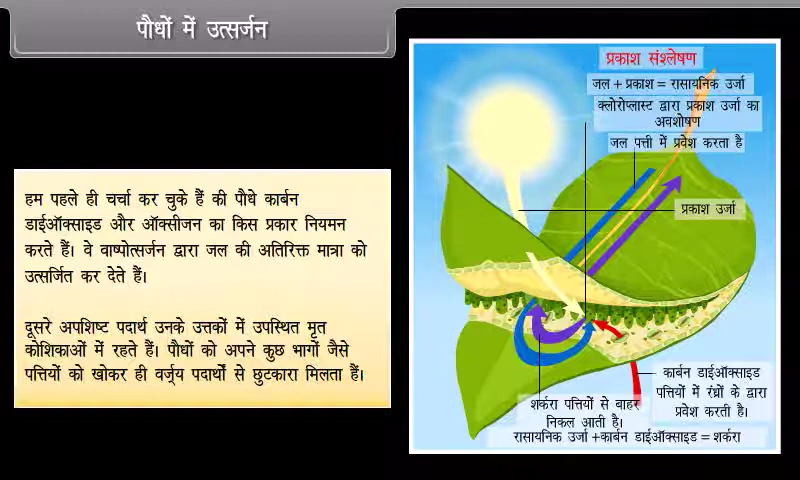 पौधों में उत्सर्जन
हम पहले ही चर्चा कर चुके हैं की पौधे कार्बन
डाईऑक्साइड और ऑक्सीजन का किस प्रकार नियमन
करते हैं। वे वाष्पोत्सर्जन द्वारा जल की अतिरिक्त मात्रा को
उत्सर्जित कर देते हैं।
दूसरे अपशिष्ट पदार्थ उनके उत्तकों में उपस्थित मृत
कोशिकाओं में रहते हैं। पौधों को अपने कुछ भागों जैसे
पत्तियों को खोकर ही वर्ज्य पदार्थों से छुटकारा मिलता हैं।
प्रकाश संश्लेषण
जल + प्रकाश = रासायनिक उर्जा
क्लोरोप्लास्ट द्वारा प्रकाश उर्जा का
अवशोषण
जल पत्ती में प्रवेश करता है
प्रकाश उर्जा
कार्बन डाईऑक्साइड
पत्तियों में रंध्रों के द्वारा
प्रवेश करती है।
शर्करा पत्तियों से बाहर
निकल आती है।
रासायनिक उर्जा +कार्बन डाईऑक्साइड = शर्करा